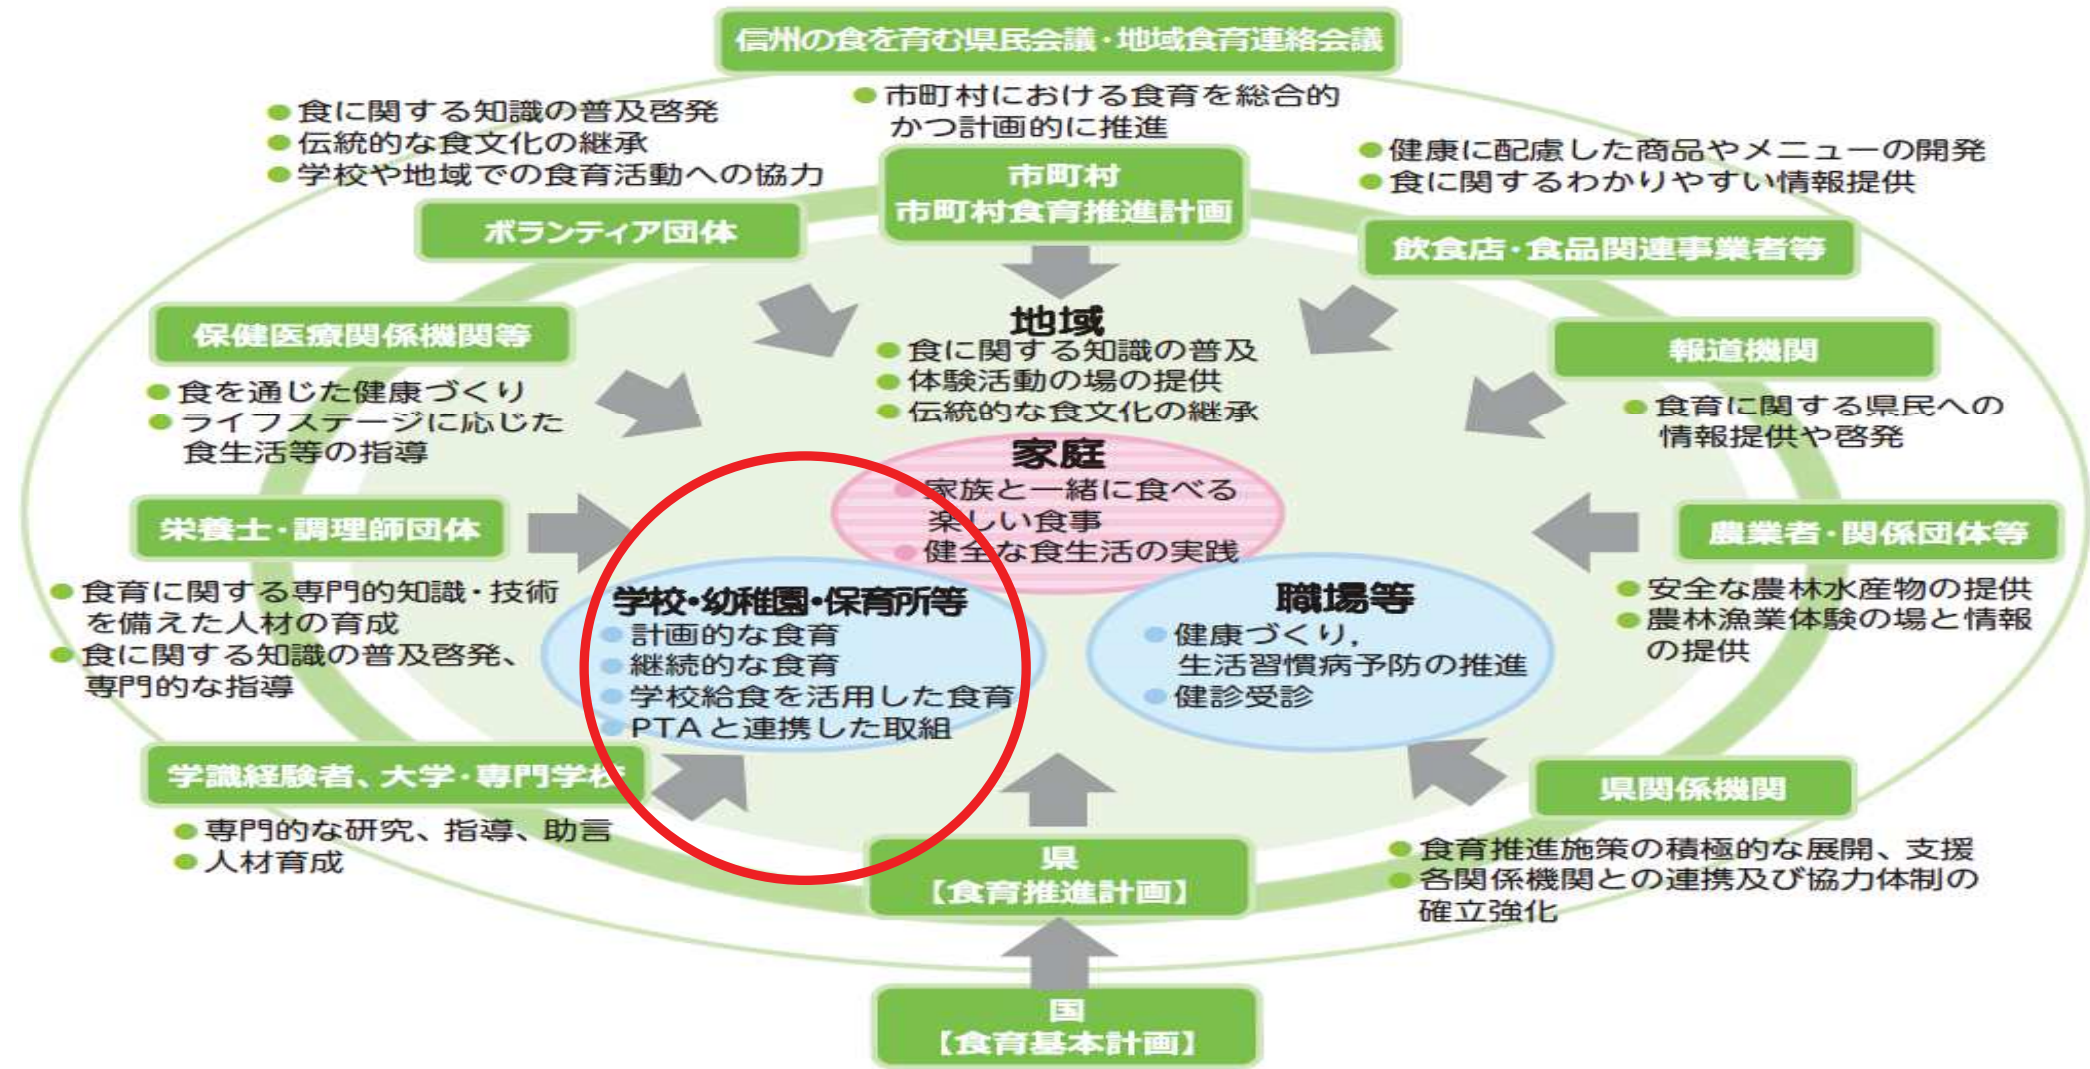 信州の食を育む県民会議・地域食育連絡会議
●食に関する知識の普及啓発
●伝統的な食文化の継承
●学校や地域での食育活動への協力
ボランティア団体
●市町村における食育を総合的
かつ計画的に推進
市町村
市町村食育推進計画
●健康に配慮した商品やメニューの開発
●食に関するわかりやすい情報提供
飲食店・食品関連事業者等
保健医療関係機関等
●食を通じた健康づくり
●ライフステージに応じた
食生活等の指導
地域
●食に関する知識の普及
●体験活動の場の提供
●伝統的な食文化の継承
報道機関
●食育に関する県民への
情報提供や啓発
家庭
●家族と一緒に食べる
楽しい食事
●健全な食生活の実践
栄養士・調理師団体
●食育に関する専門的知識・技術
を備えた人材の育成
●食に関する知識の普及啓発、
専門的な指導
学校・幼稚園・保育所等
●計画的な食育
●継続的な食育
●学校給食を活用した食育
●PTAと連携した取組
職場等
●健康づくり,
生活習慣病予防の推進
●健診受診
農業者・関係団体等
●安全な農林水産物の提供
●農林漁業体験の場と情報
の提供
学識経験者、大学・専門学校
●専門的な研究、指導、助言
●人材育成
県関係機関
●食育推進施策の積極的な展開、支援
●各関係機関との連携及び協力体制の
確立強化
県
【食育推進計画】
国
【食育基本計画】